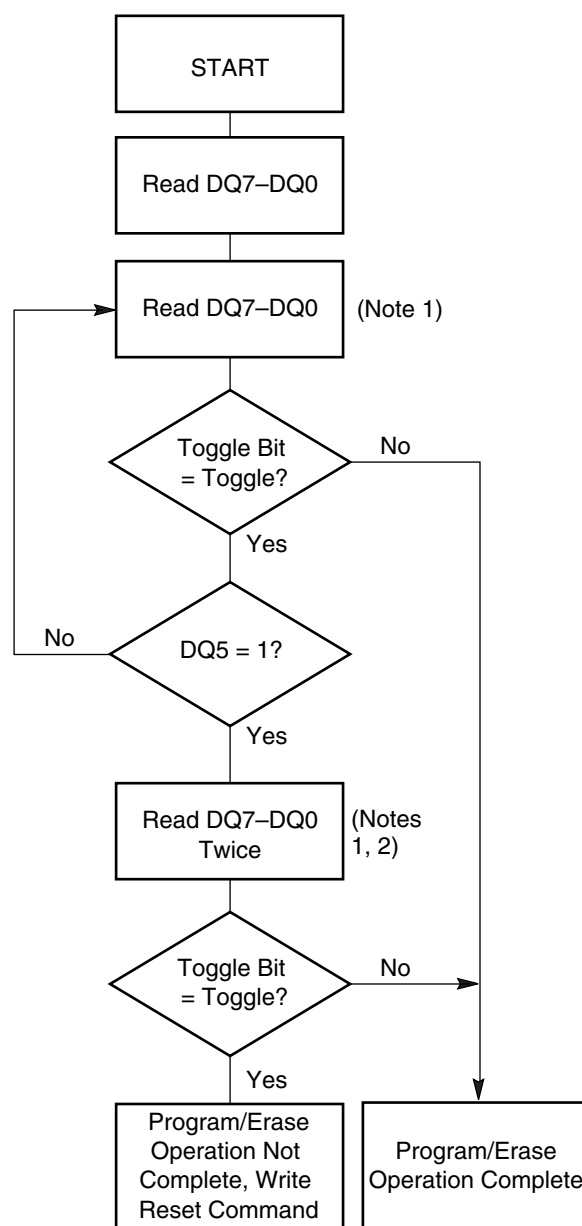 START
Read DQ7–DQ0
Read DQ7–DQ0
(Note 1)
Toggle Bit
= Toggle?
No
Yes
No
DQ5 = 1?
Yes
Read DQ7–DQ0
Twice
(Notes
1, 2)
Toggle Bit
= Toggle?
No
Yes
Program/Erase
Operation Not
Complete, Write
Reset Command
Program/Erase
Operation Complete